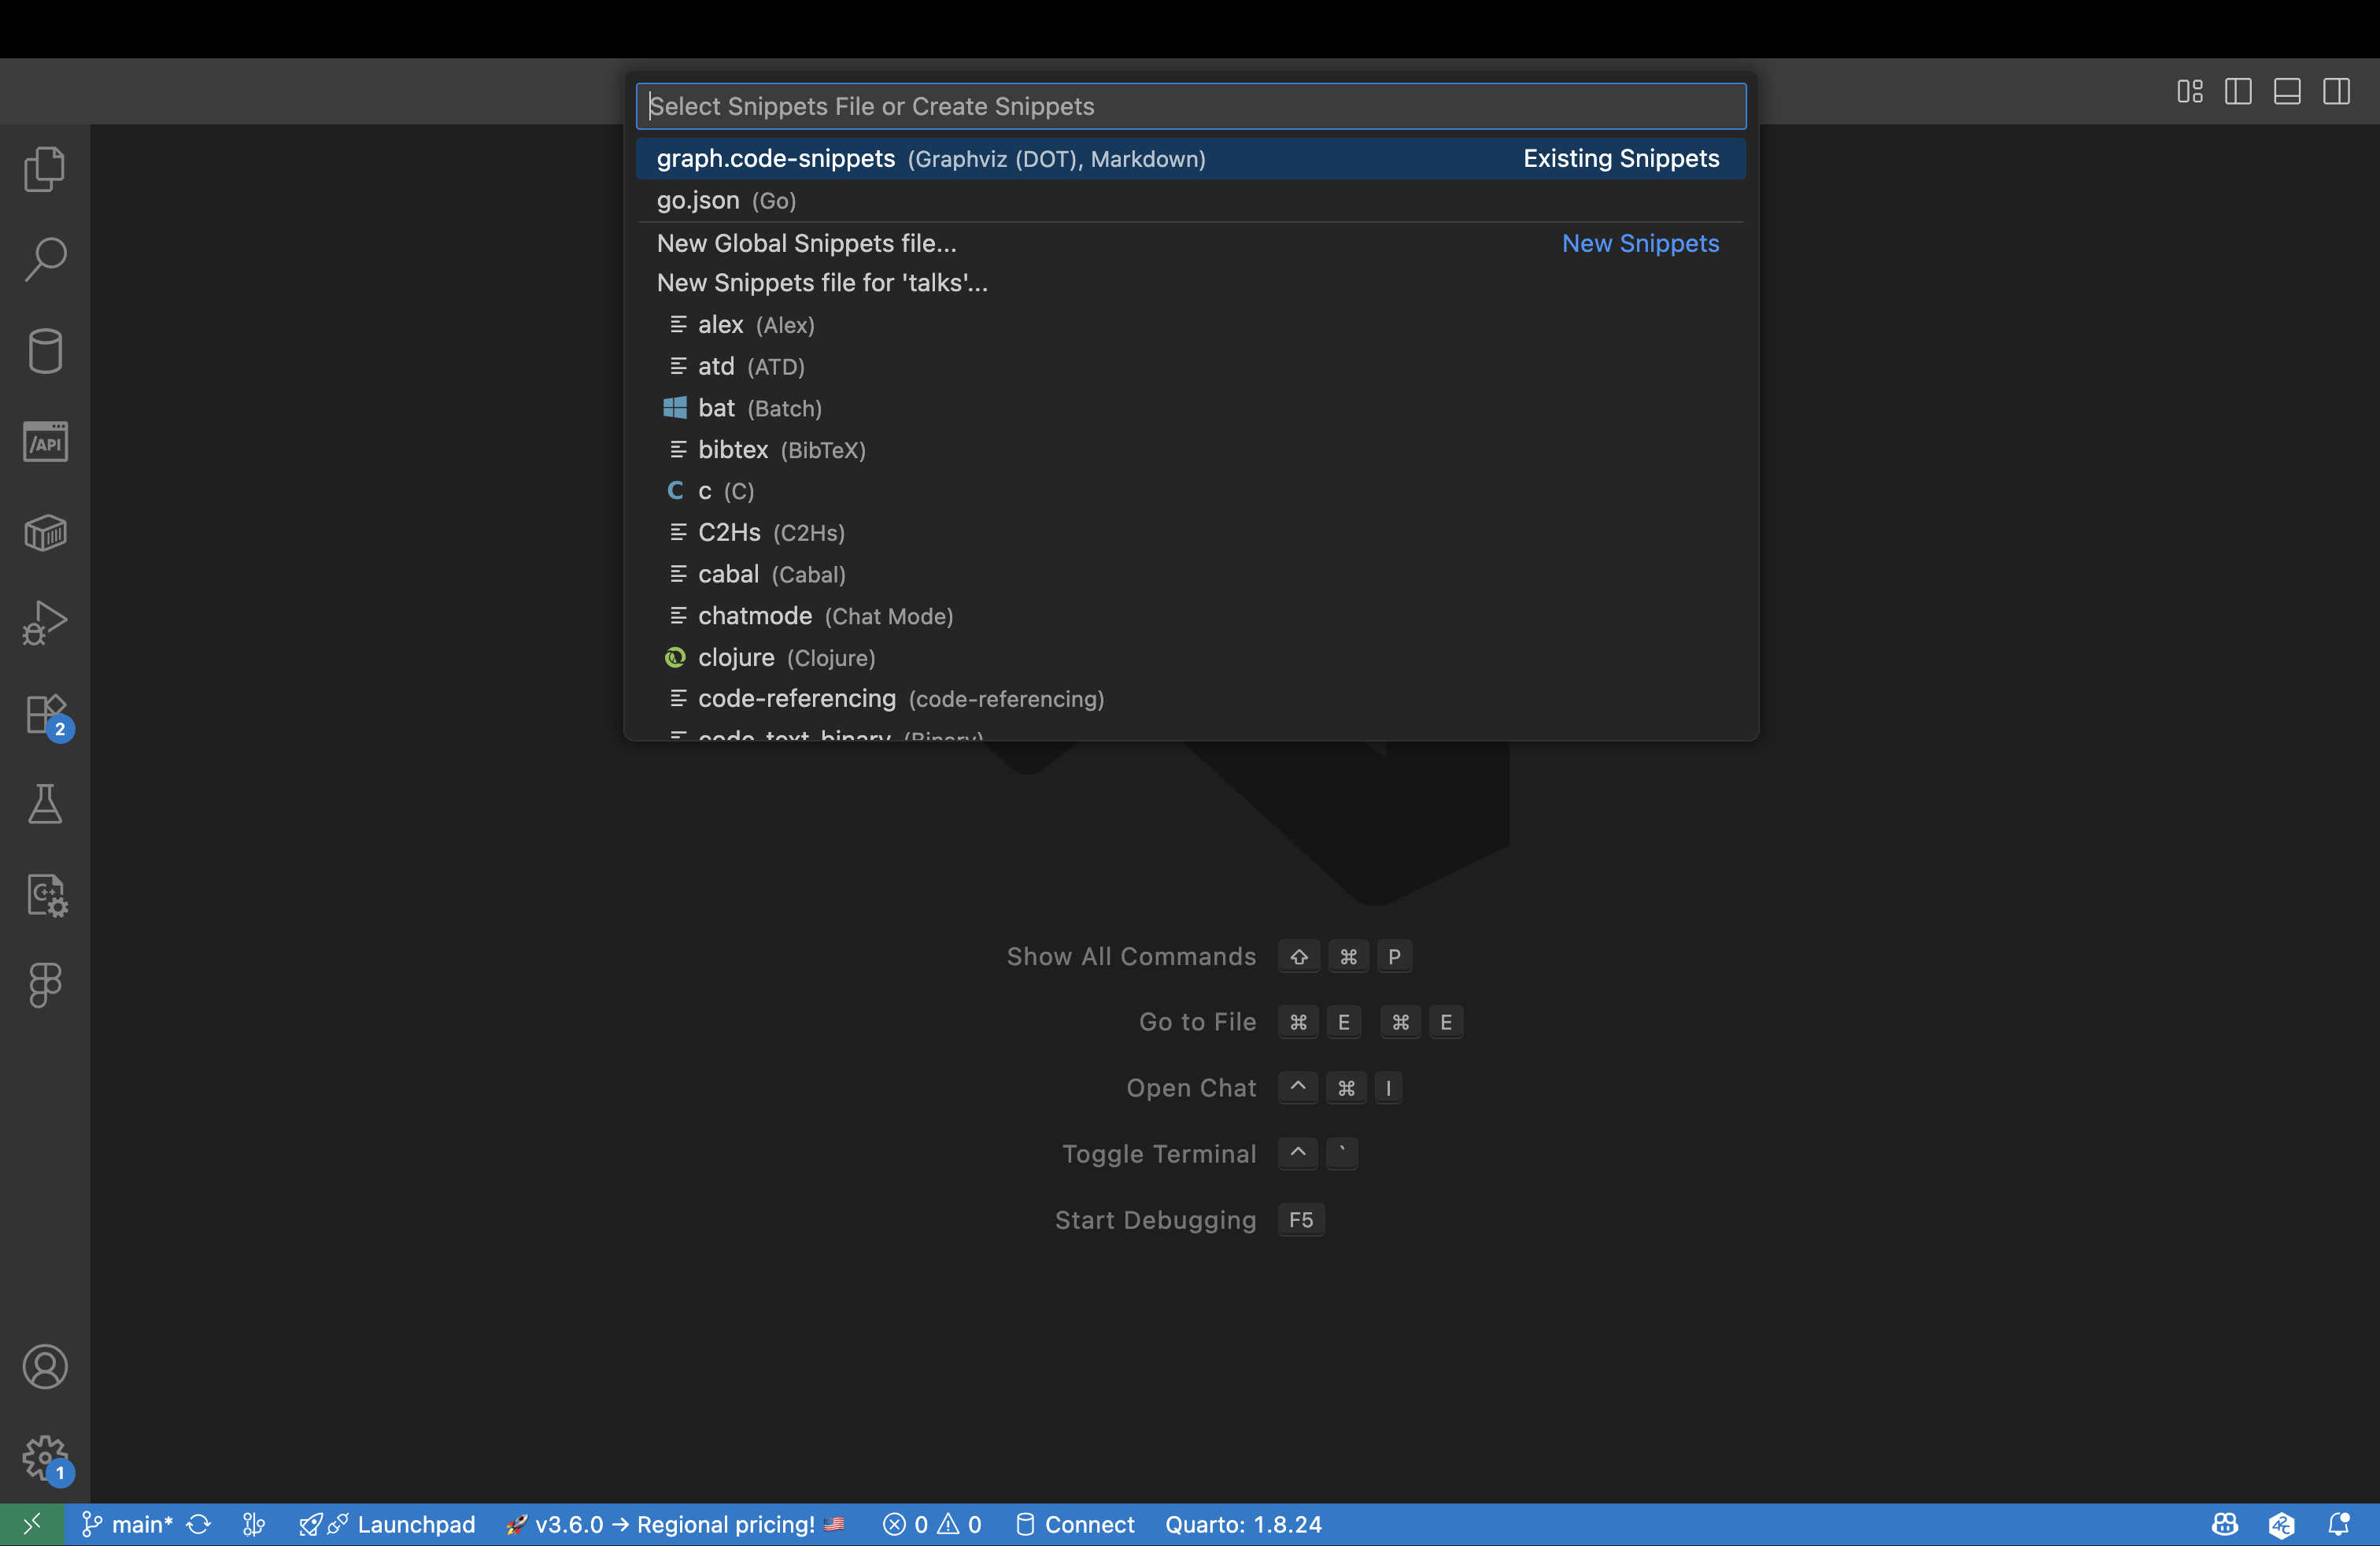 Select Snippets File or Create Snippets
graph.code-snippets (Graphviz (DOT), Markdown) Existing Snippets
go.json (Go)
New Global Snippets file... New Snippets
New Snippets file for 'talks'...
alex (Alex)
atd (ATD)
bat (Batch)
bibtex (BibTeX)
C c (C)
C2Hs (C2Hs)
cabal (Cabal)
chatmode (Chat Mode)
clojure (Clojure)
code-referencing (code-referencing)
code_text_binary (Binary)
/API
2
C++
Show All Commands ⇧ ⌘ P
Go to File ⌘ E ⌘ E
Open Chat ^ ⌘ I
Toggle Terminal ^ `
Start Debugging F5
1
main* Launchpad 🚀 v3.6.0 → Regional pricing! 🇺🇸 0 0 Connect Quarto: 1.8.24 42C